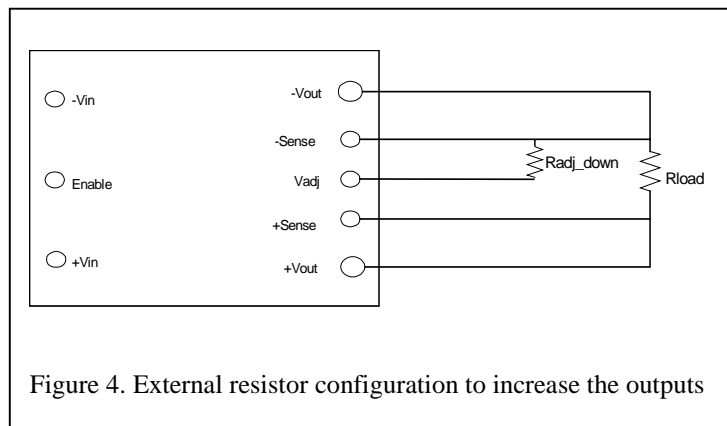 -Vin
-Vout
-Sense
Radj_down
Enable
Vadj
Rload
+Sense
+Vin
+Vout
Figure 4. External resistor configuration to increase the outputs